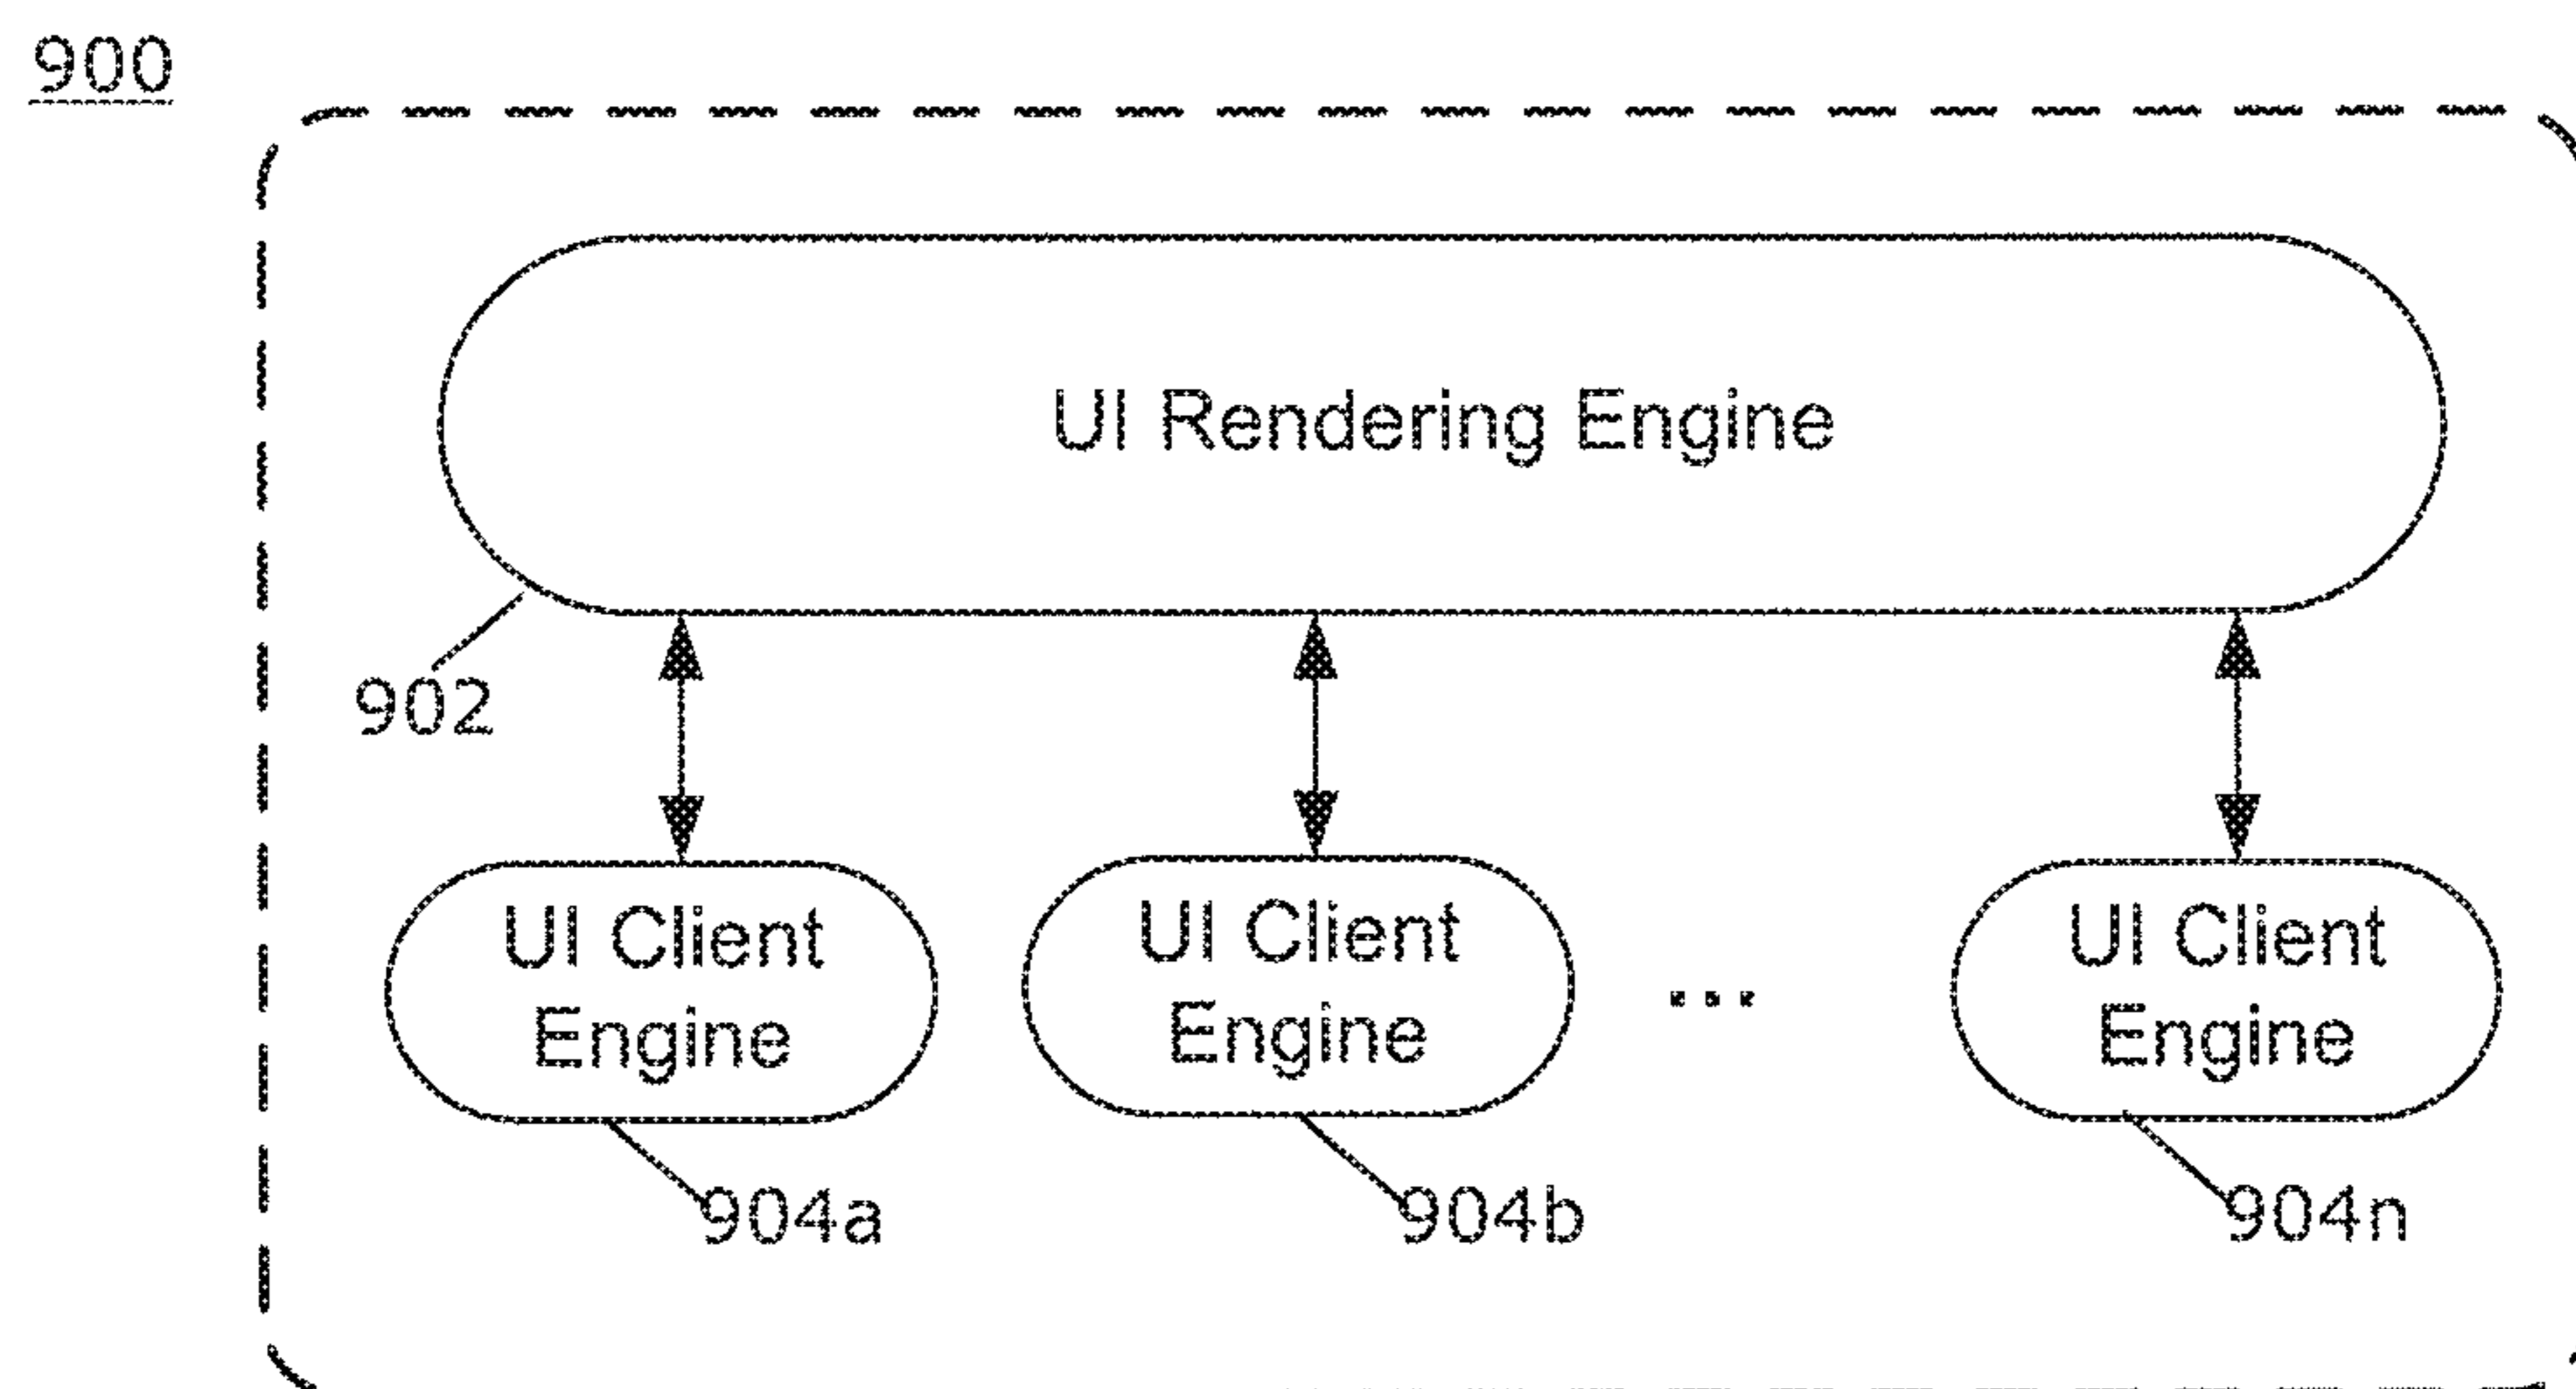 900
UI Rendering Engine
902
UI Client
Engine
UI Client
Engine
...
UI Client
Engine
904a
904b
904n